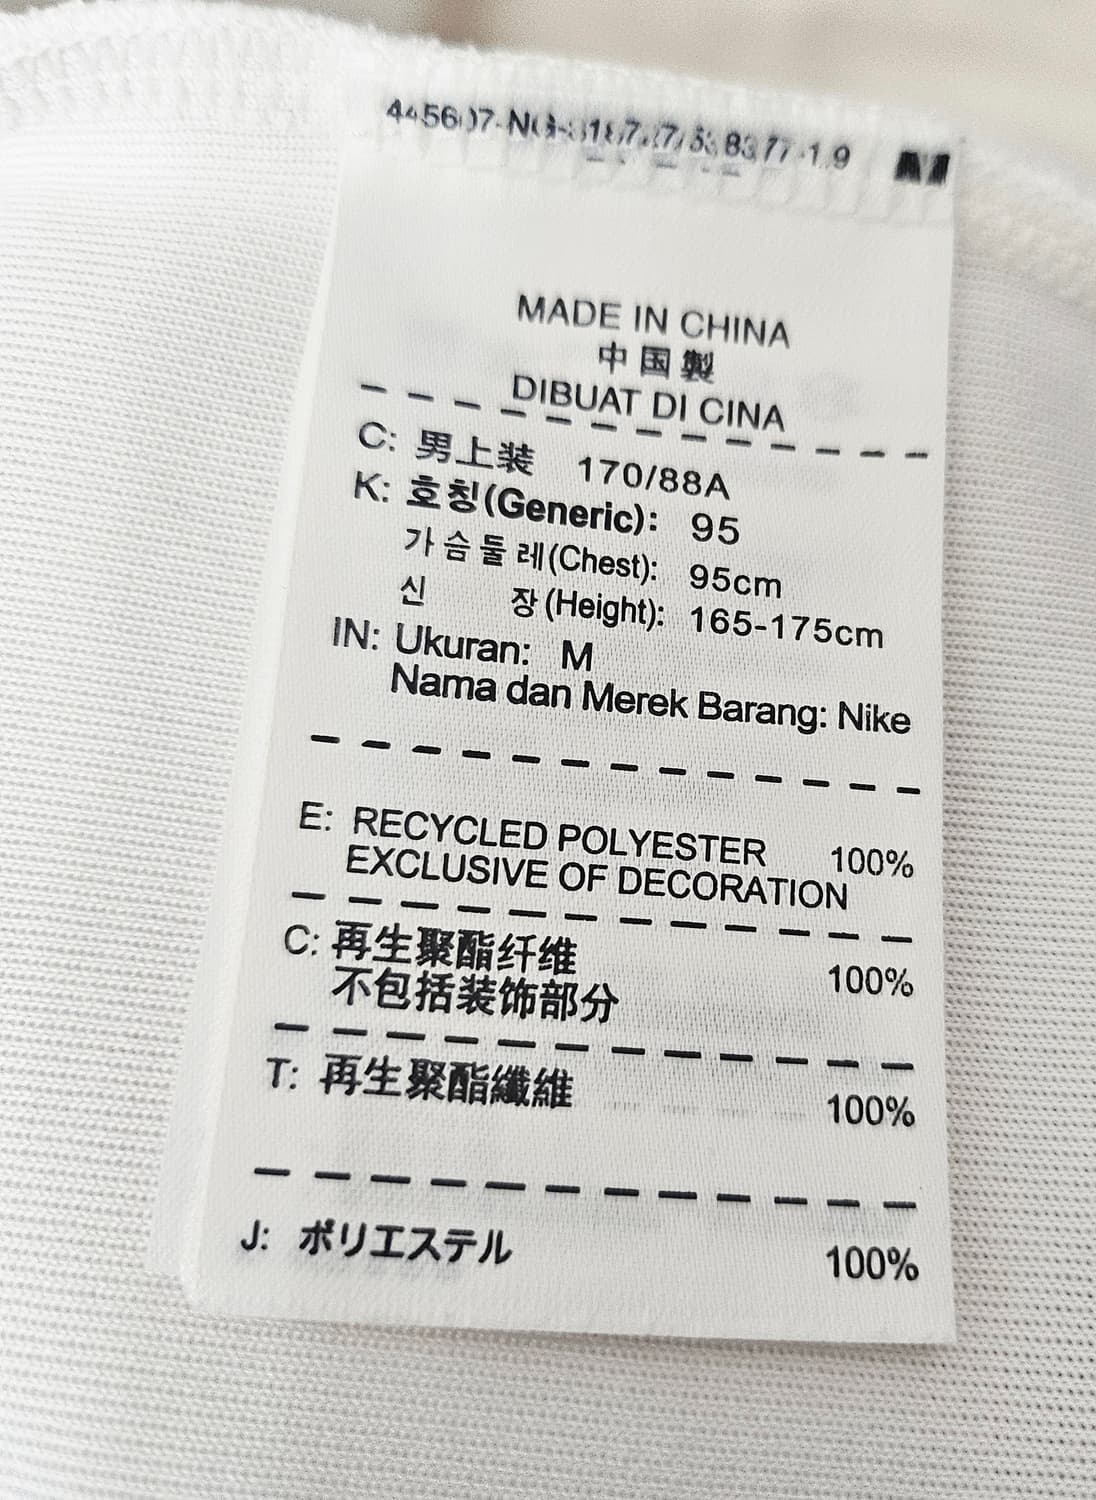 MADE IN CHINA
中国製
DIBUAT DI CINA
C: 男上装 170/88A
K: 호칭(Generic): 95
가슴둘레(Chest): 95cm
신 장(Height): 165-175cm
IN: Ukuran: M
Nama dan Merek Barang: Nike
E: RECYCLED POLYESTER 100%
EXCLUSIVE OF DECORATION
C: 再生聚酯纤维 100%
不包括装饰部分
T: 再生聚酯纖維 100%
J: ポリエステル 100%